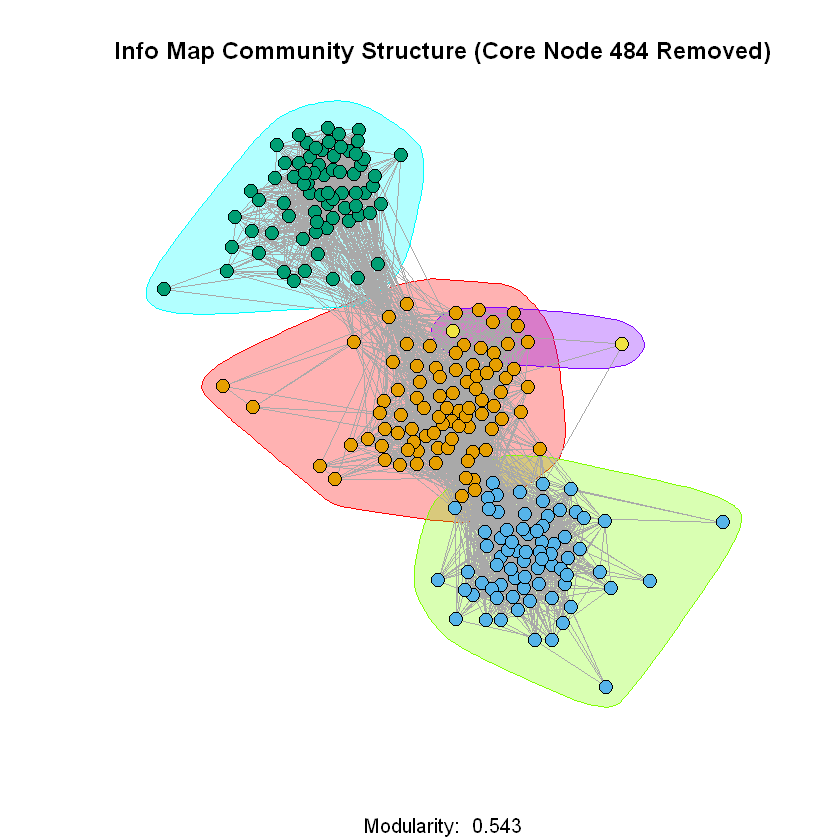 Info Map Community Structure (Core Node 484 Removed)
Modularity: 0.543